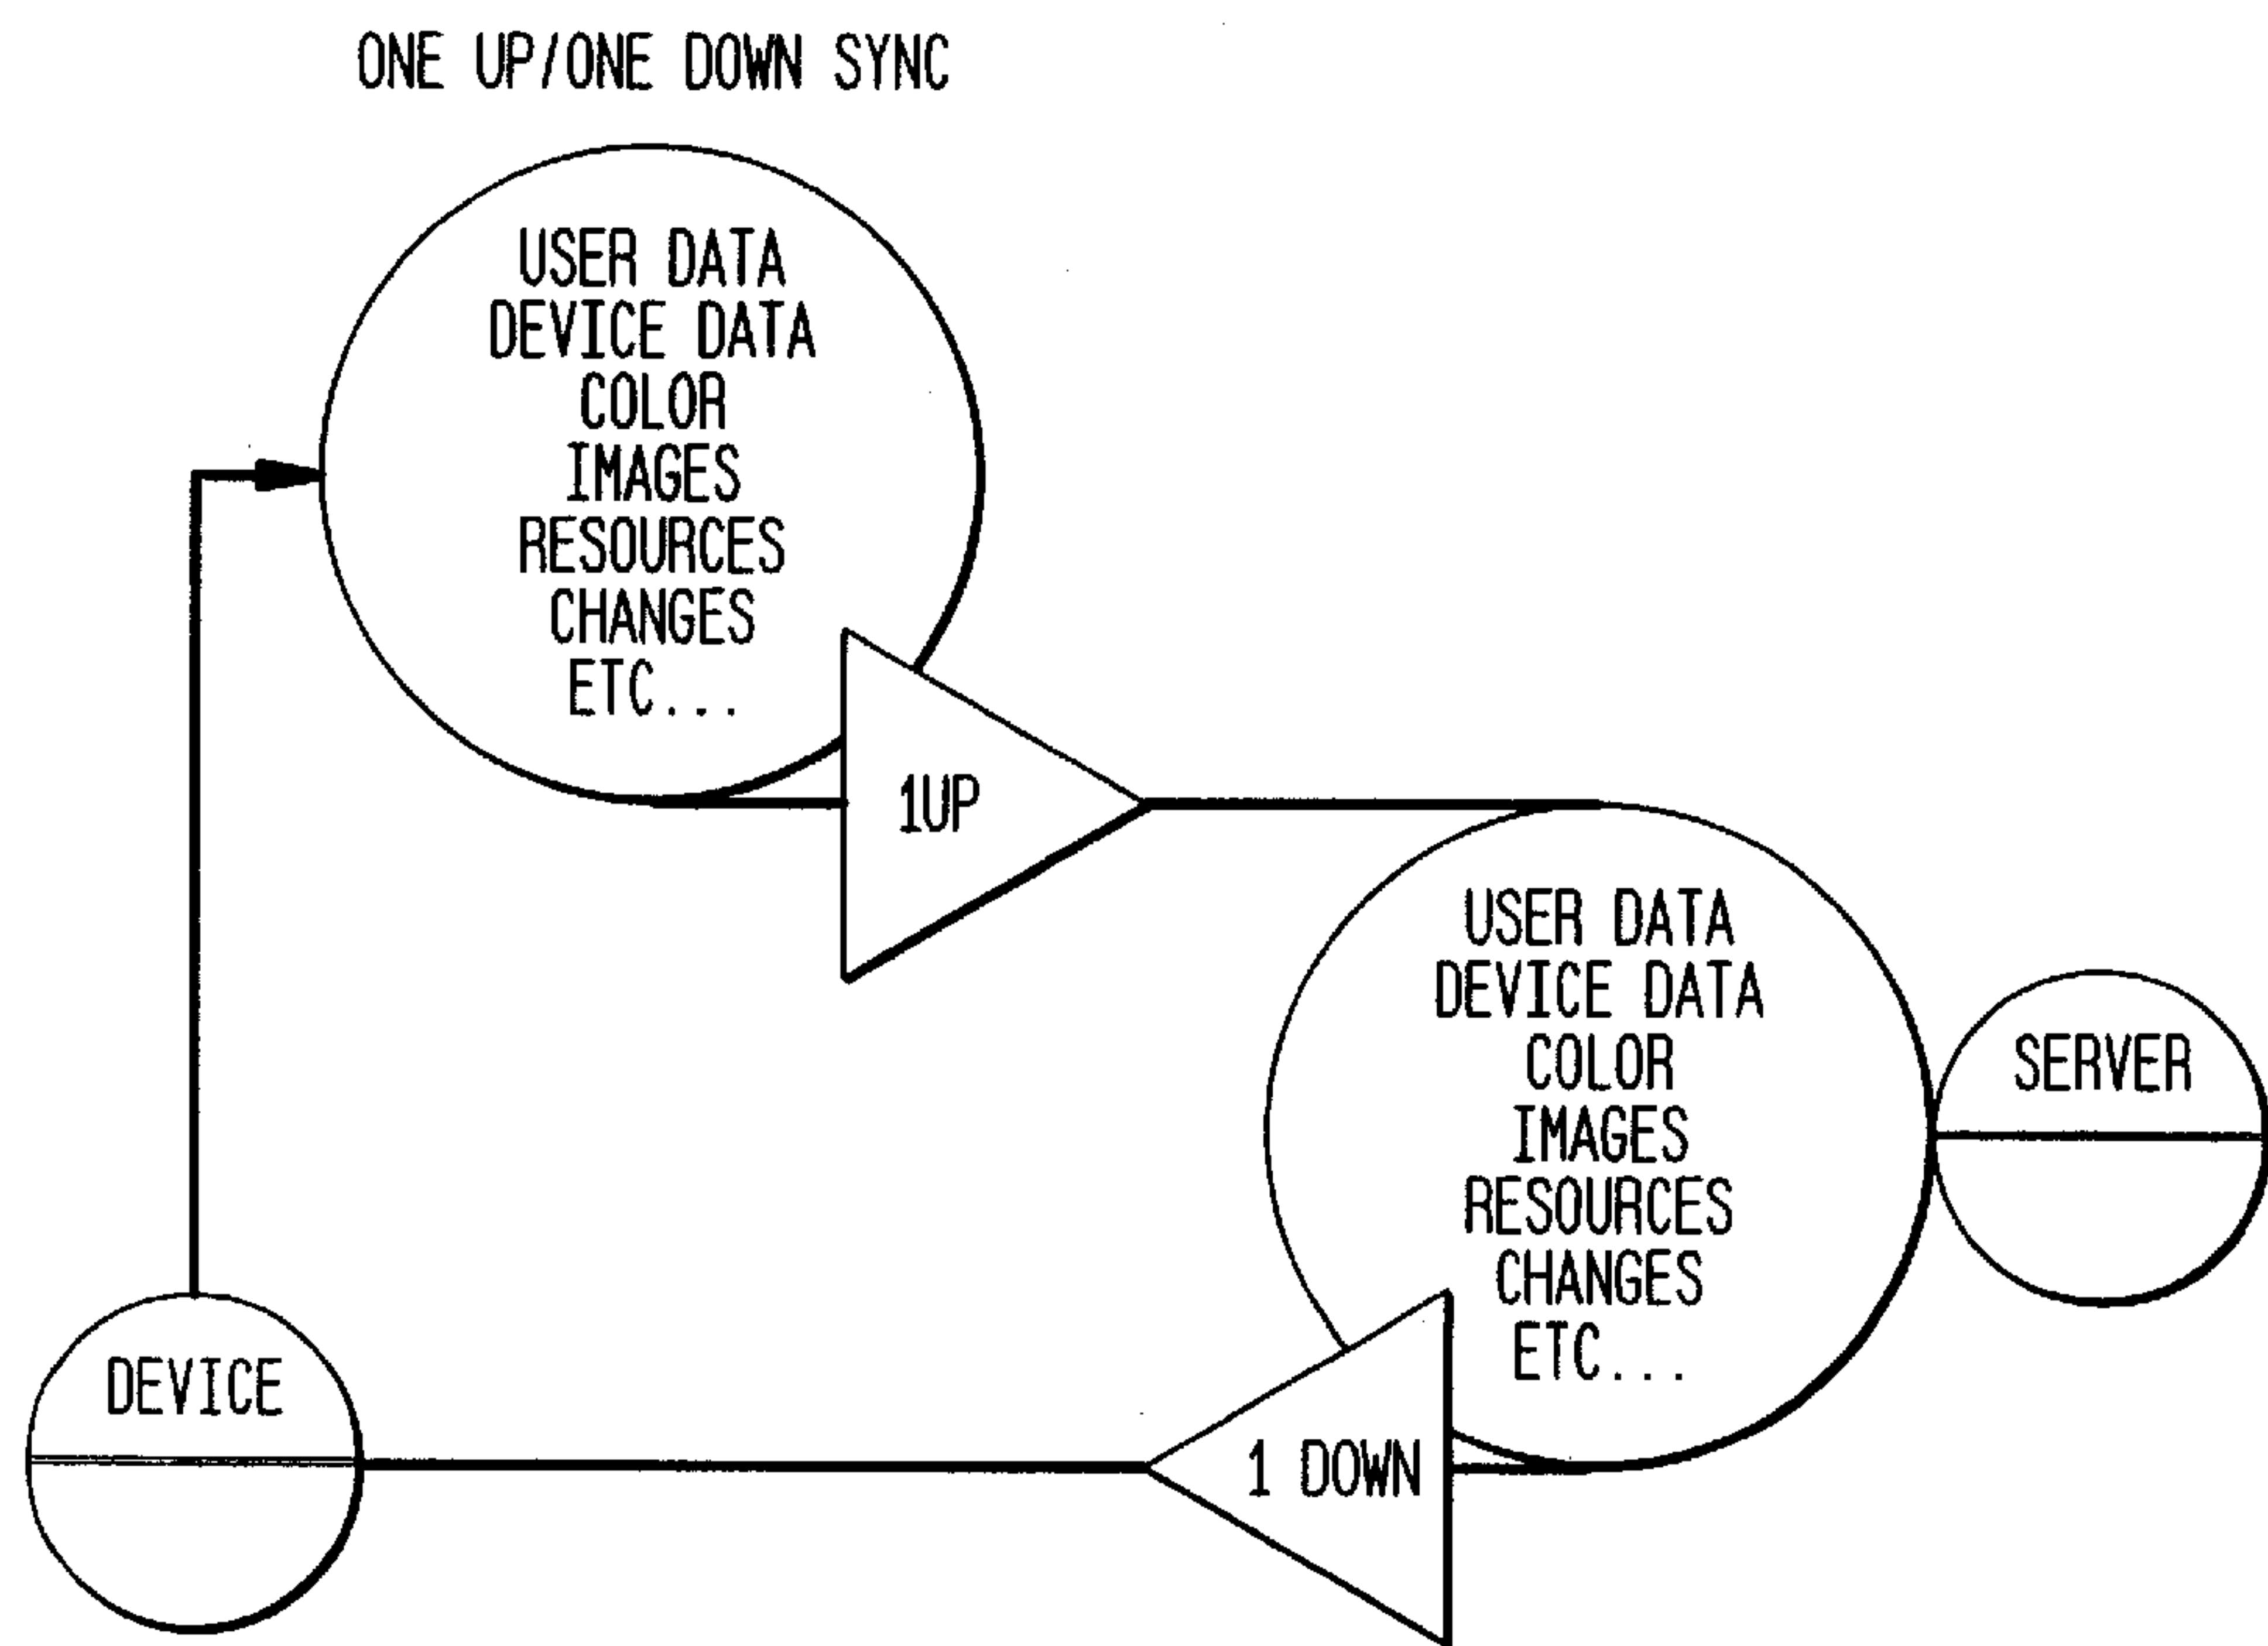 ONE UP/ONE DOWN SYNC
USER DATA
DEVICE DATA
COLOR
IMAGES
RESOURCES
CHANGES
ETC...
1UP
USER DATA
DEVICE DATA
COLOR
IMAGES
RESOURCES
CHANGES
ETC...
SERVER
DEVICE
1 DOWN